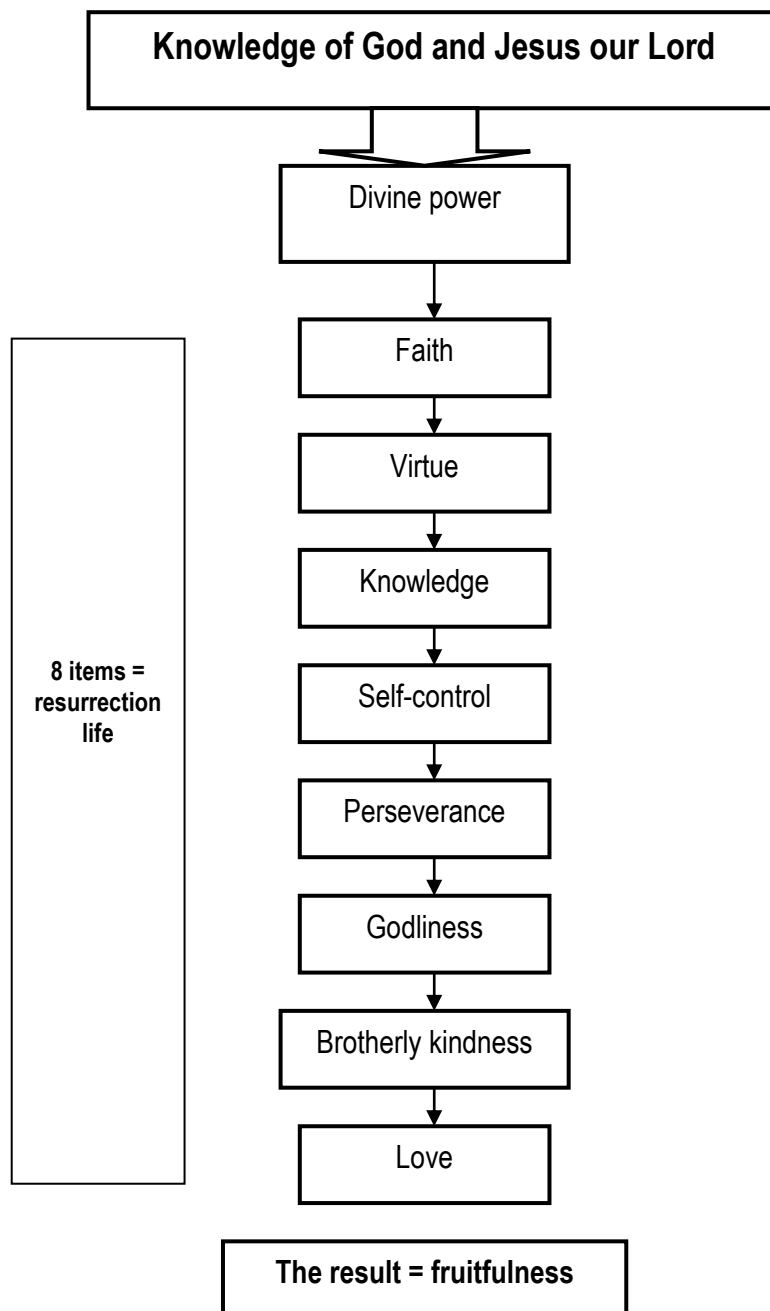 Knowledge of God and Jesus our Lord
Divine power
Faith
Virtue
Knowledge
Self-control
Perseverance
Godliness
Brotherly kindness
Love
8 items =
resurrection
life
The result = fruitfulness